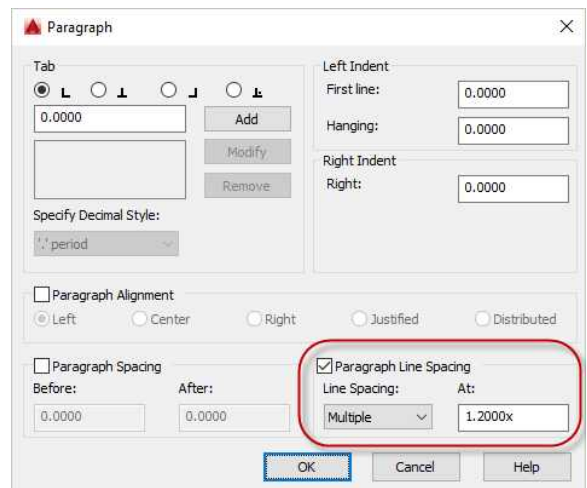 Paragraph
Tab
0.0000
Add
Modify
Remove
Specify Decimal Style:
'.' period
Left Indent
First line: 0.0000
Hanging: 0.0000
Right Indent
Right: 0.0000
Paragraph Alignment
Left Center Right Justified Distributed
Paragraph Spacing
Before: After:
0.0000 0.0000
Paragraph Line Spacing
Line Spacing: At:
Multiple 1.2000x
OK Cancel Help